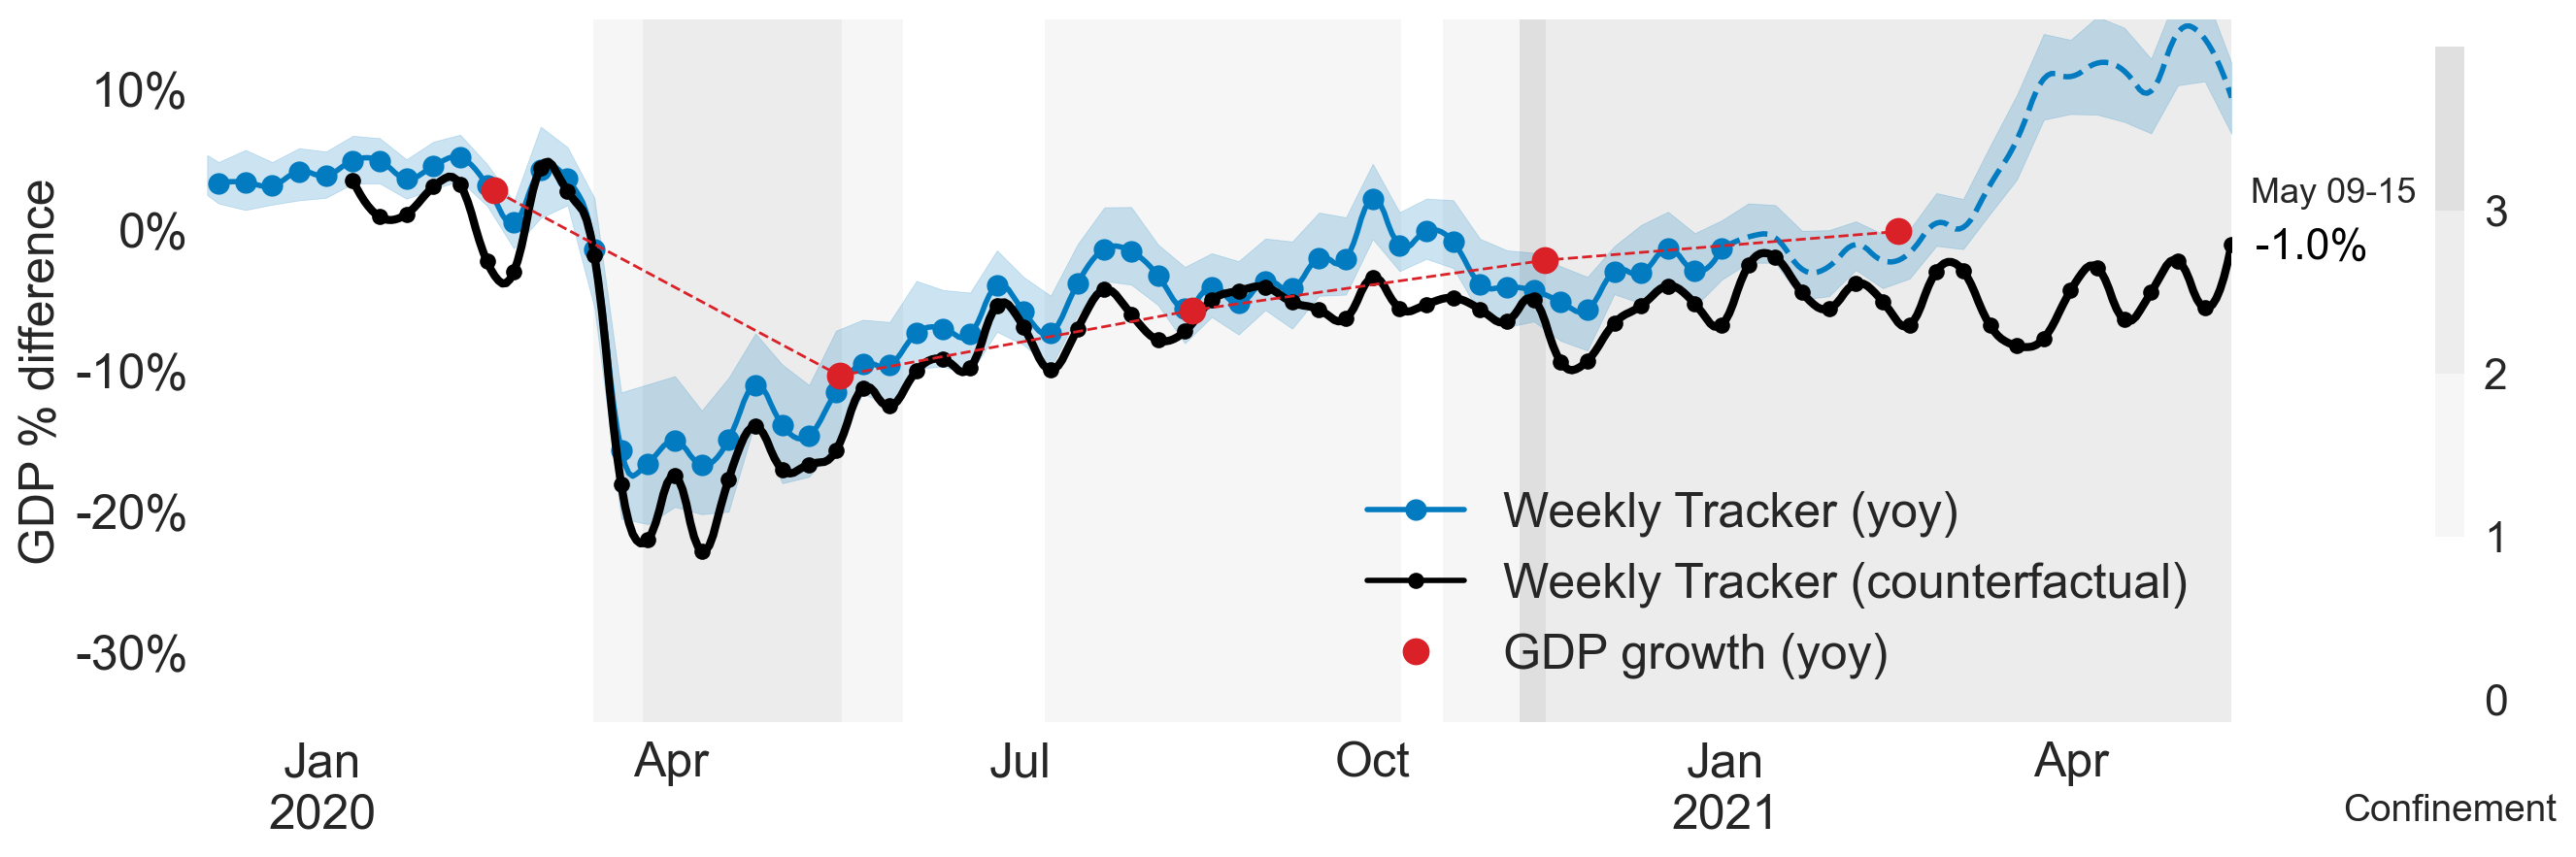 GDP % difference
10%
0%
-10%
-20%
-30%
Jan
2020
Apr
Jul
Oct
Jan
2021
Apr
Weekly Tracker (yoy)
Weekly Tracker (counterfactual)
GDP growth (yoy)
May 09-15
-1.0%
3
2
1
0
Confinement